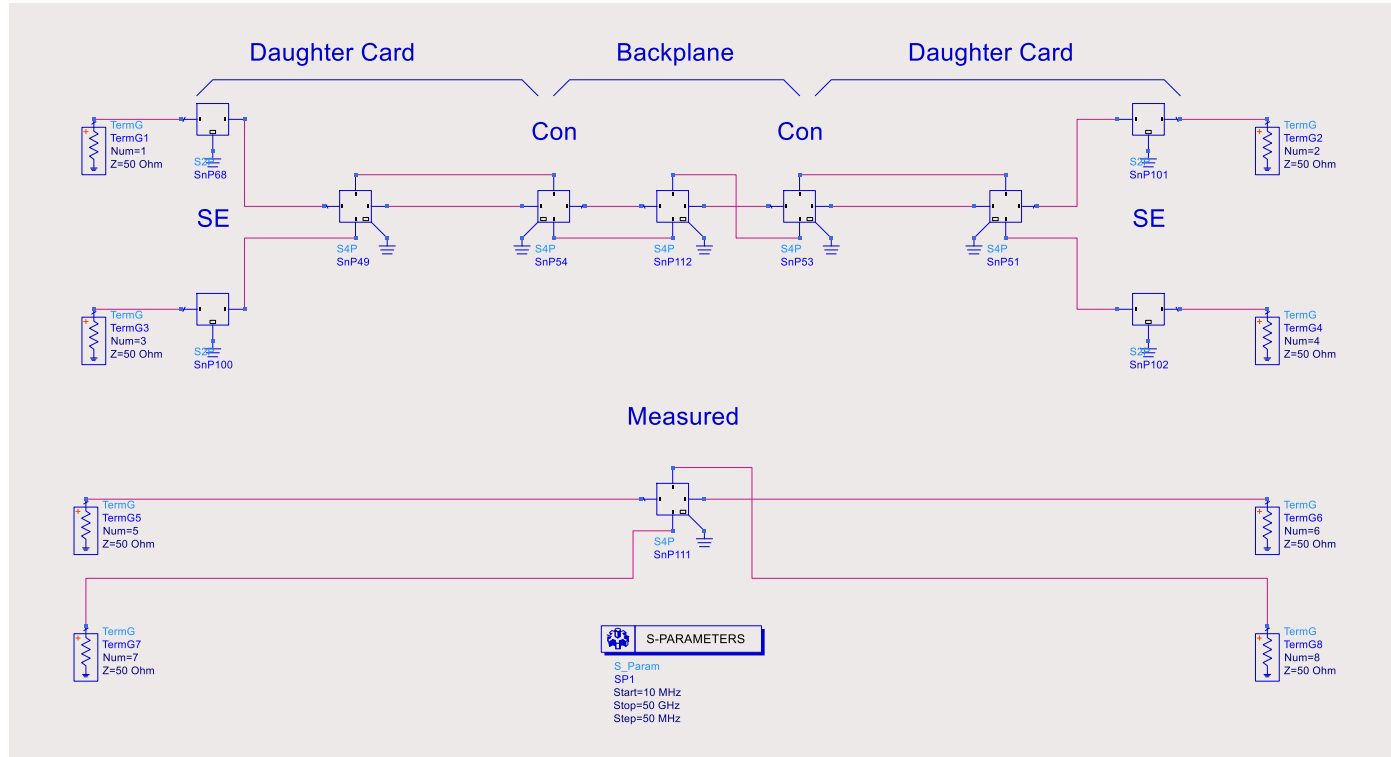 Daughter Card
Backplane
Daughter Card
Con
Con
TermG
TermG1
Num=1
Z=50 Ohm
SnP68
SnP101
TermG
TermG2
Num=2
Z=50 Ohm
SE
SE
S4P
SnP49
S4P
SnP54
S4P
SnP112
S4P
SnP53
S4P
SnP51
TermG
TermG3
Num=3
Z=50 Ohm
SnP100
SnP102
TermG
TermG4
Num=4
Z=50 Ohm
Measured
TermG
TermG5
Num=5
Z=50 Ohm
S4P
SnP111
TermG
TermG6
Num=6
Z=50 Ohm
TermG
TermG7
Num=7
Z=50 Ohm
S-PARAMETERS
S_Param
SP1
Start=10 MHz
Stop=50 GHz
Step=50 MHz
TermG
TermG8
Num=8
Z=50 Ohm